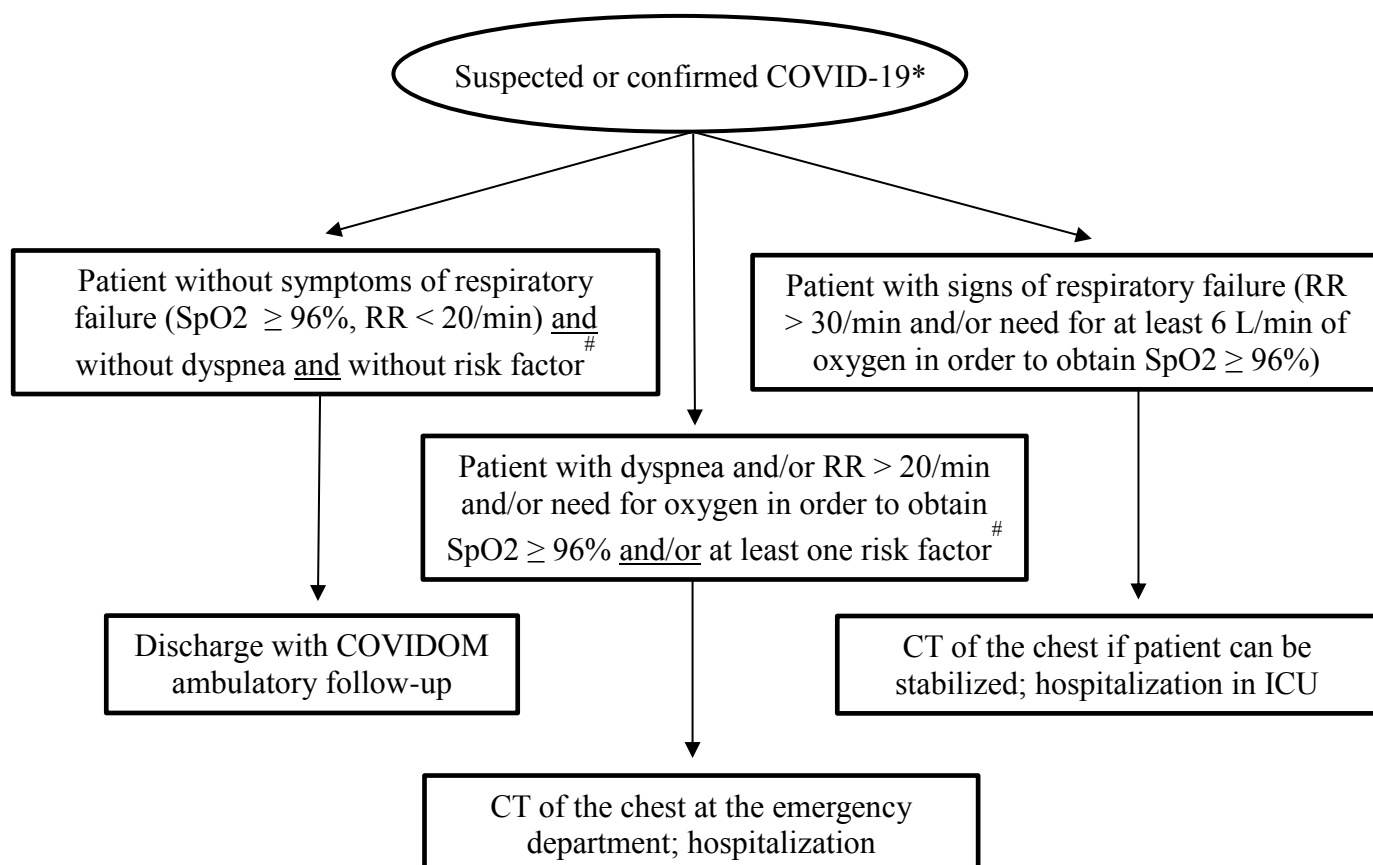 Suspected or confirmed COVID-19*
Patient without symptoms of respiratory
failure (SpO2 ≥ 96%, RR < 20/min) and
without dyspnea and without risk factor#
Patient with signs of respiratory failure (RR
> 30/min and/or need for at least 6 L/min of
oxygen in order to obtain SpO2 ≥ 96%)
Patient with dyspnea and/or RR > 20/min
and/or need for oxygen in order to obtain
SpO2 ≥ 96% and/or at least one risk factor#
Discharge with COVIDOM
ambulatory follow-up
CT of the chest if patient can be
stabilized; hospitalization in ICU
CT of the chest at the emergency
department; hospitalization